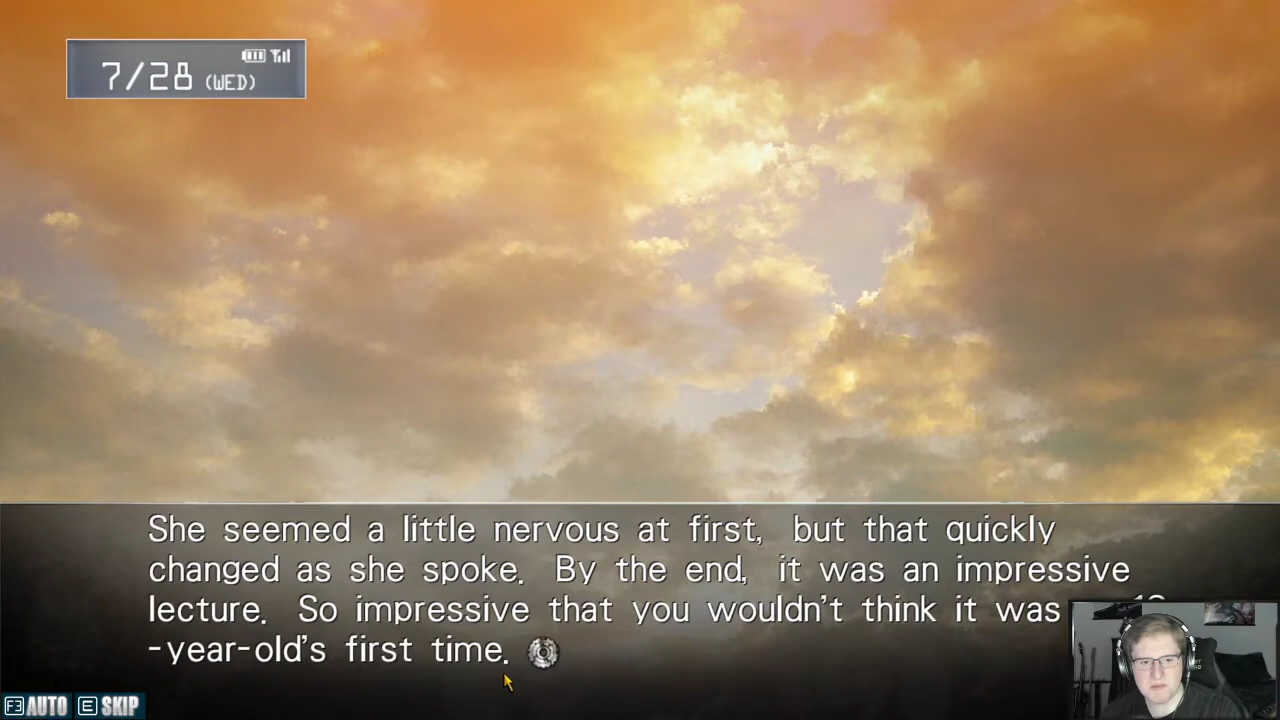 7/28 (WED)
She seemed a little nervous at first, but that quickly
changed as she spoke. By the end, it was an impressive
lecture. So impressive that you wouldn't think it was
-year-old's first time.
F3 AUTO E SKIP